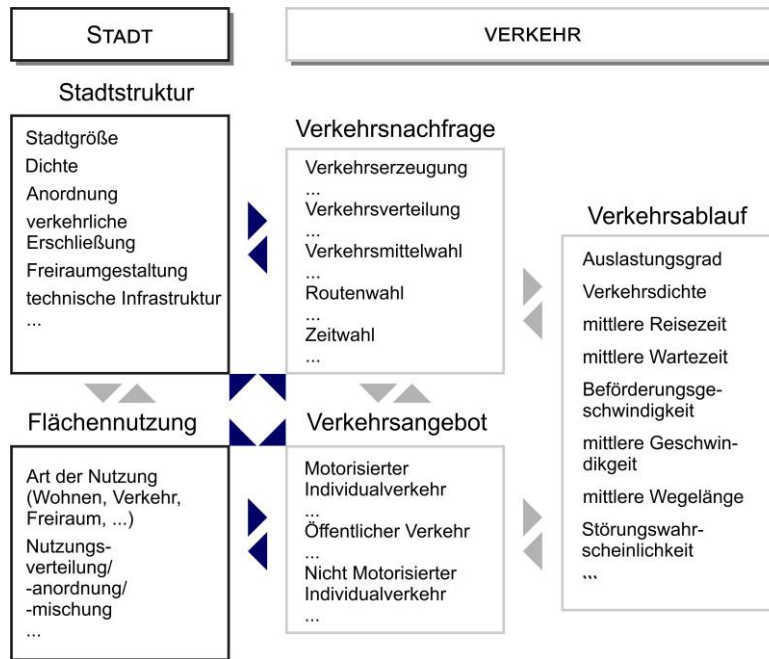 STADT
VERKEHR
Stadtstruktur
Stadtgröße
Dichte
Anordnung
verkehrliche
Erschließung
Freiraumgestaltung
technische Infrastruktur
...
Verkehrsnachfrage
Verkehrserzeugung
...
Verkehrsverteilung
...
Verkehrsmittelwahl
...
Routenwahl
...
Zeitwahl
...
Verkehrsablauf
Auslastungsgrad
Verkehrsdichte
mittlere Reisezeit
mittlere Wartezeit
Beförderungsge-
schwindigkeit
mittlere Geschwin-
dikgeit
mittlere Wegelänge
Störungswahr-
scheinlichkeit
...
Flächennutzung
Art der Nutzung
(Wohnen, Verkehr,
Freiraum, ...)
Nutzungs-
verteilung/
-anordnung/
-mischung
...
Verkehrsangebot
Motorisierter
Individualverkehr
...
Öffentlicher Verkehr
...
Nicht Motorisierter
Individualverkehr
...